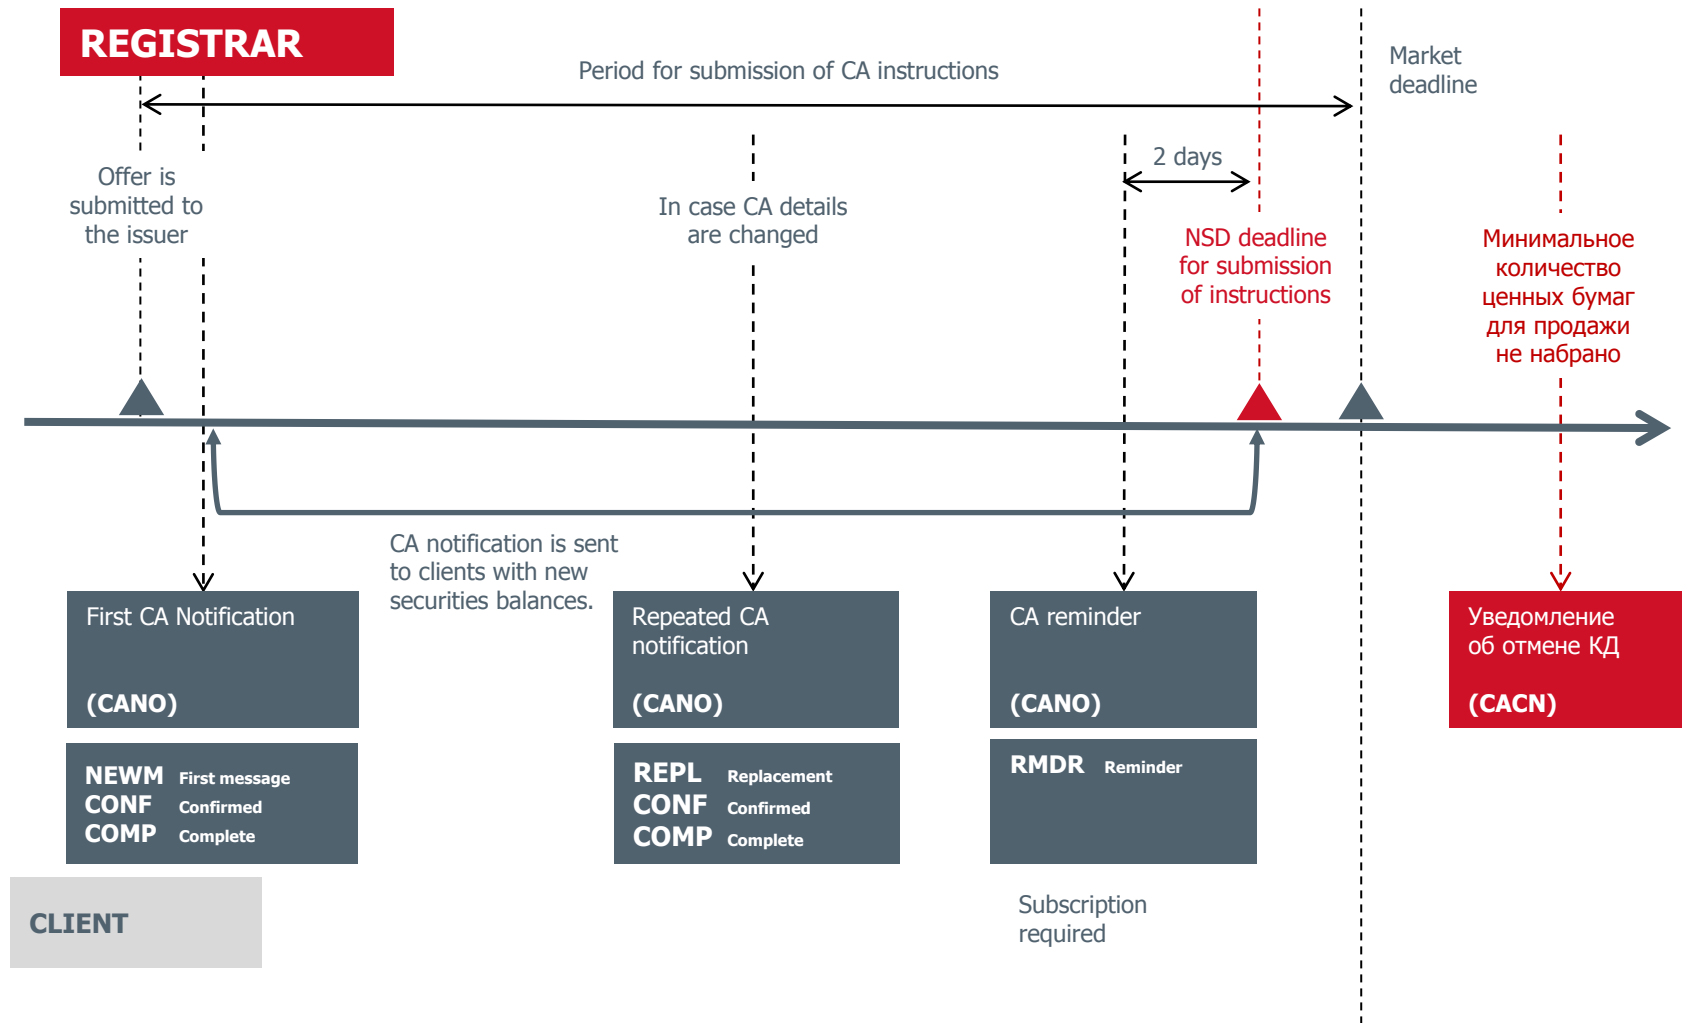 REGISTRAR
Period for submission of CA instructions
Market
deadline
Offer is
submitted to
the issuer
In case CA details
are changed
2 days
NSD deadline
for submission
of instructions
Минимальное
количество
ценных бумаг
для продажи
не набрано
CA notification is sent
to clients with new
securities balances.
First CA Notification
(CANO)
NEWM First message
CONF Confirmed
COMP Complete
Repeated CA
notification
(CANO)
REPL Replacement
CONF Confirmed
COMP Complete
CA reminder
(CANO)
RMDR Reminder
Subscription
required
Уведомление
об отмене КД
(CACN)
CLIENT